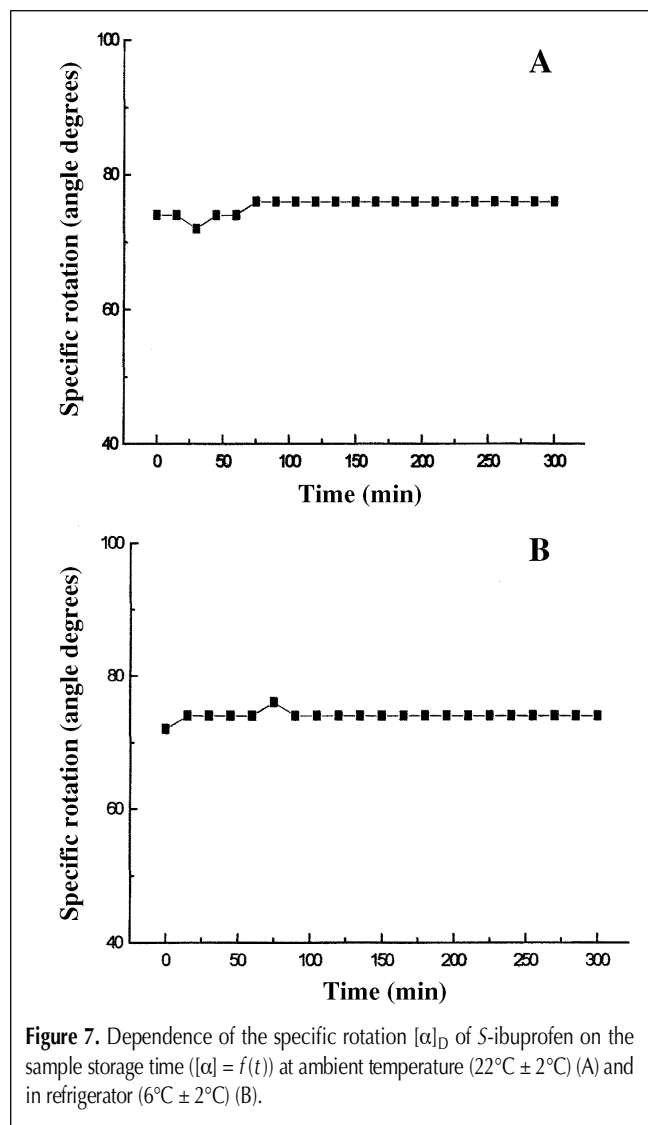 A
100
80
60
40
Specific rotation (angle degrees)
0 50 100 150 200 250 300
Time (min)
B
100
80
60
40
Specific rotation (angle degrees)
0 50 100 150 200 250 300
Time (min)
Figure 7. Dependence of the specific rotation [α]D of S-ibuprofen on the
sample storage time ([α] = f(t)) at ambient temperature (22°C ± 2°C) (A) and
in refrigerator (6°C ± 2°C) (B).